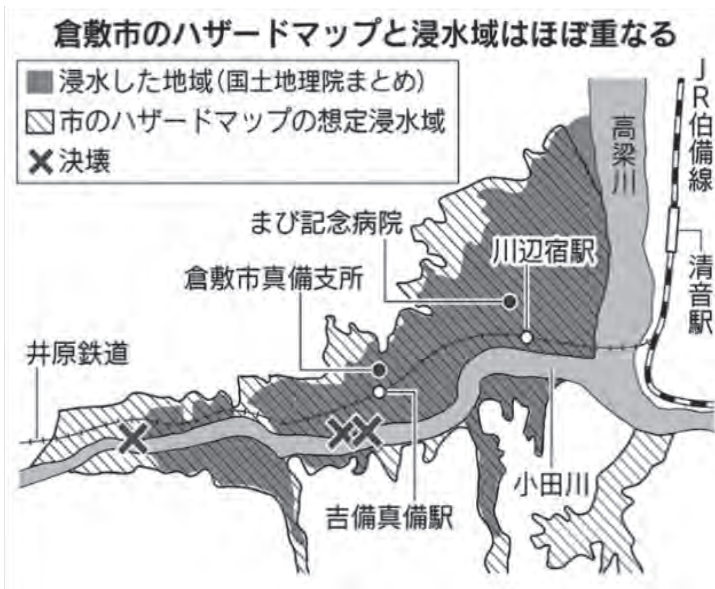 倉敷市のハザードマップと浸水域はほぼ重なる
浸水した地域(国土地理院まとめ)
市のハザードマップの想定浸水域
決壊
JR伯備線
高梁川
まび記念病院
川辺宿駅
倉敷市真備支所
清音駅
井原鉄道
小田川
吉備真備駅